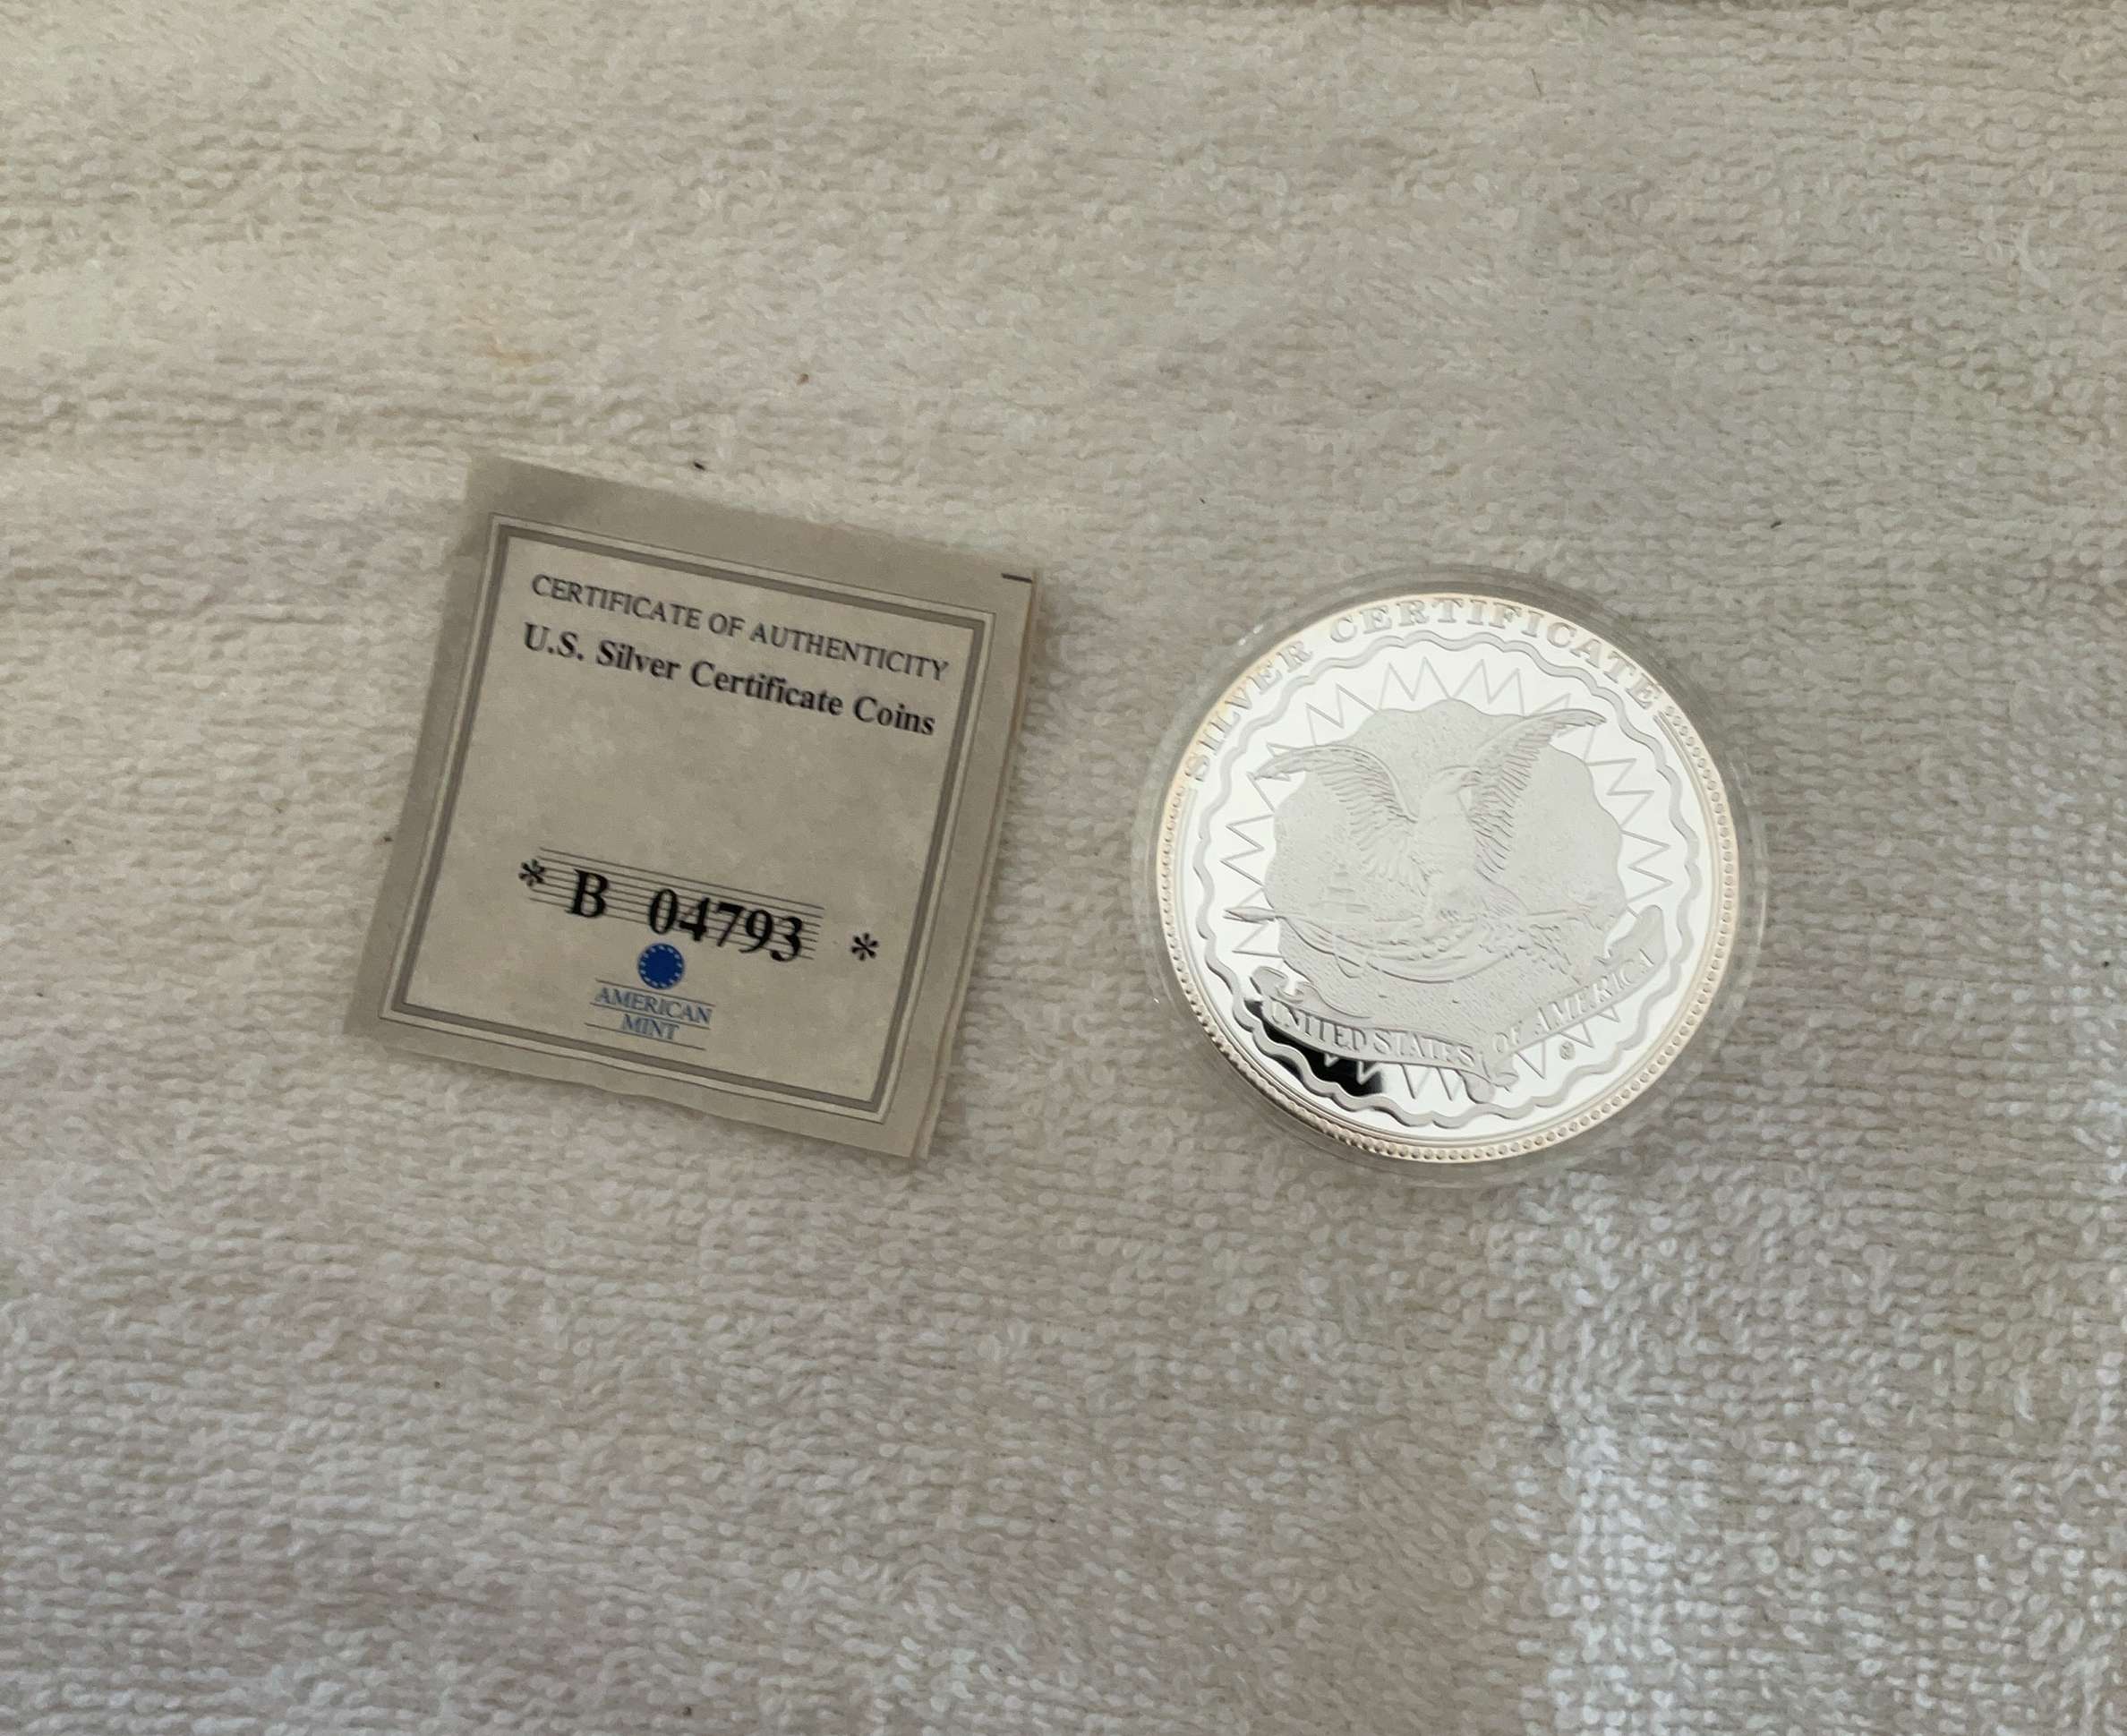 CERTIFICATE OF AUTHENTICITY
U.S. Silver Certificate Coins
* B 04793 *
AMERICAN
MINT
SILVER CERTIFICATE
UNITED STATES OF AMERICA